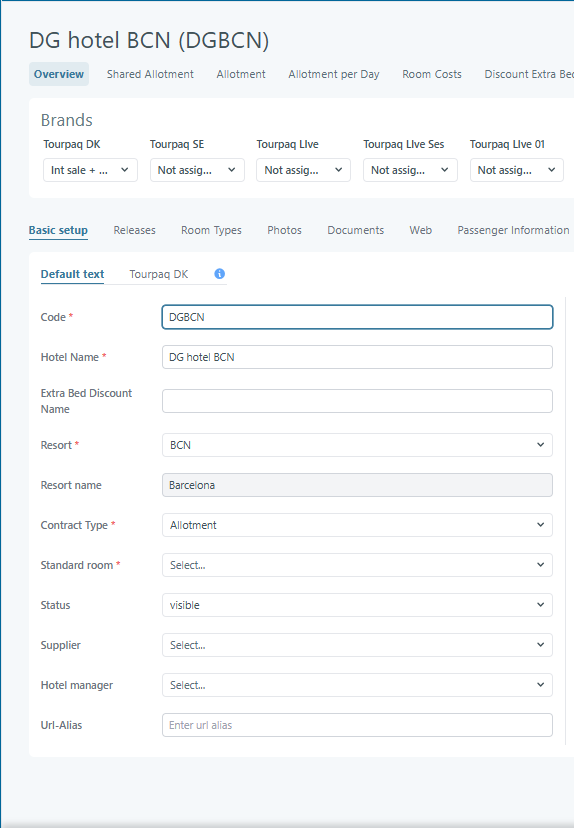 DG hotel BCN (DGBCN)
Overview Shared Allotment Allotment Allotment per Day Room Costs Discount Extra Bed
Brands
Tourpaq DK Tourpaq SE Tourpaq LIve Tourpaq LIve Ses Tourpaq LIve 01
Int sale + ... Not assig... Not assig... Not assig... Not assig...
Basic setup Releases Room Types Photos Documents Web Passenger Information
Default text Tourpaq DK
Code * DGBCN
Hotel Name * DG hotel BCN
Extra Bed Discount
Name
Resort * BCN
Resort name Barcelona
Contract Type * Allotment
Standard room * Select...
Status visible
Supplier Select...
Hotel manager Select...
Url-Alias Enter url alias